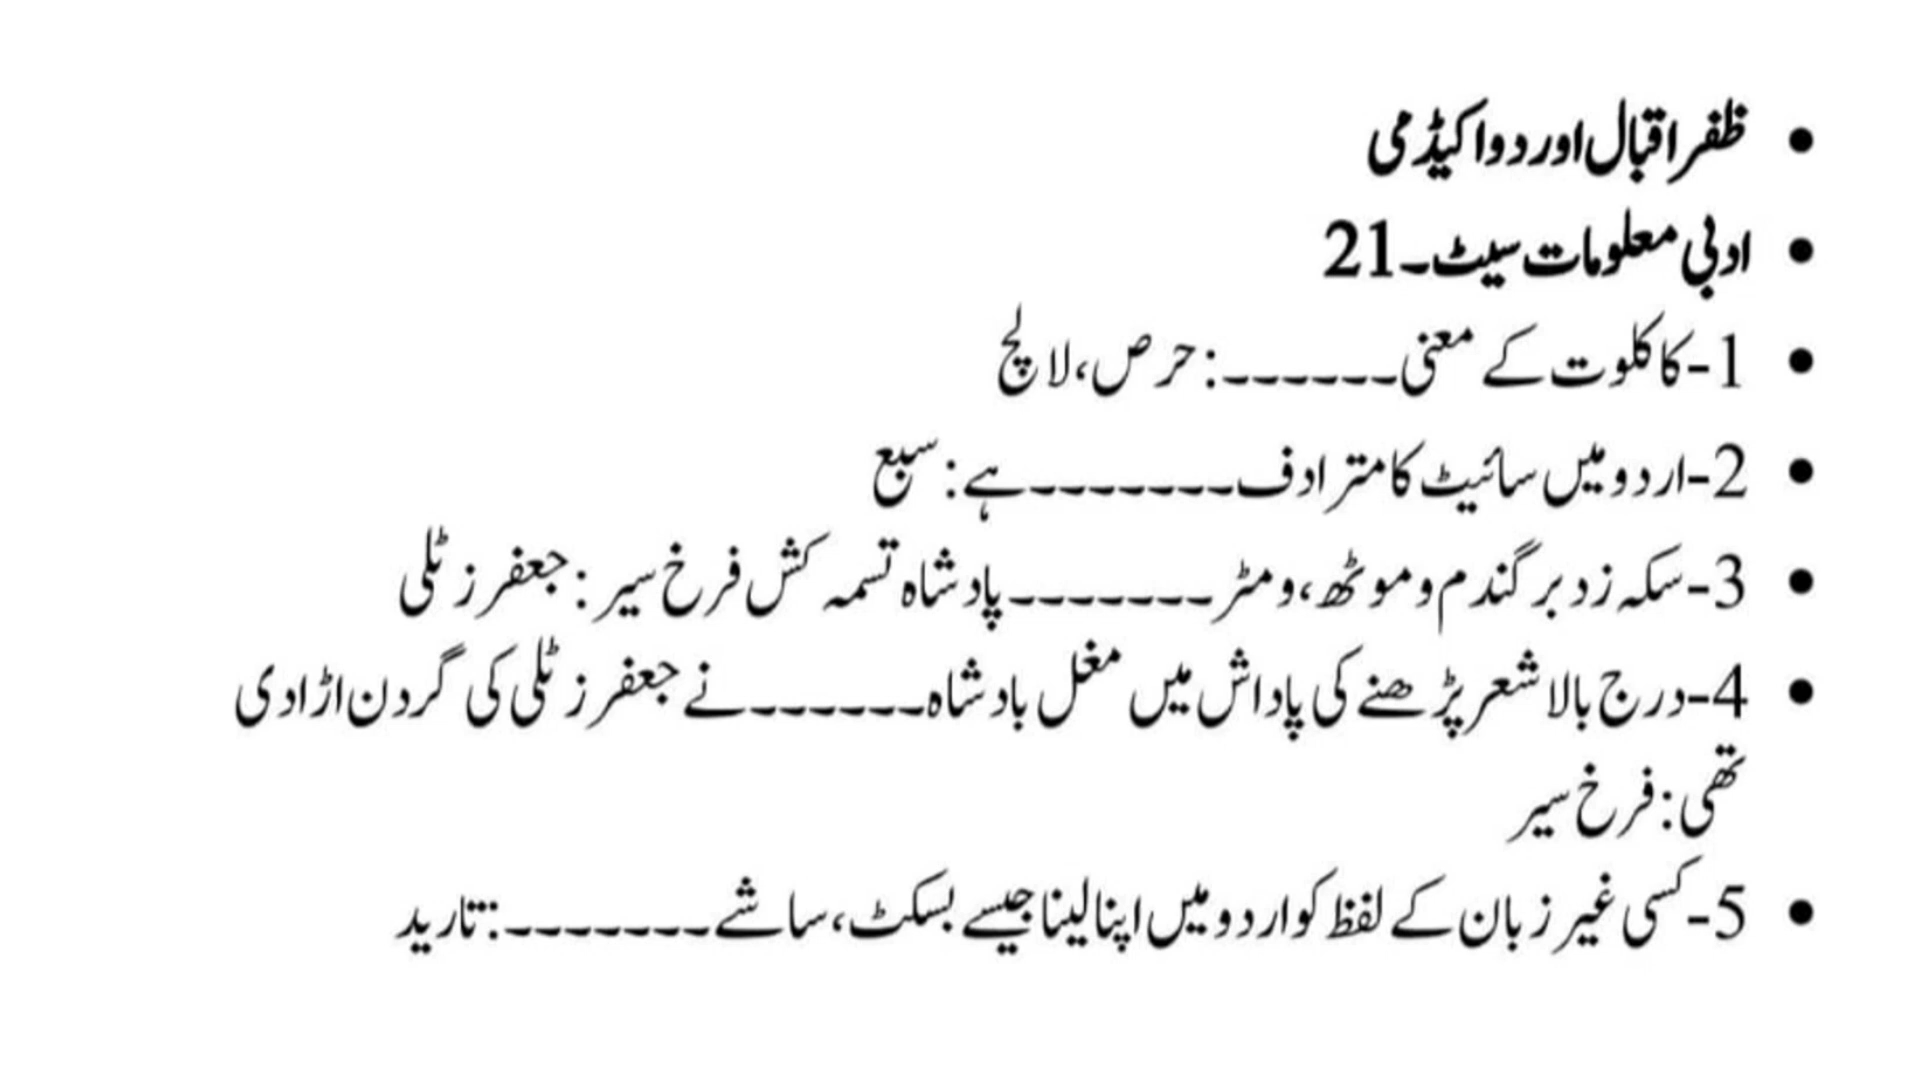 • ظفر اقبال اوردو اکیڈمی
• ادبی معلومات سیٹ۔21
• 1-کاکلوت کے معنی۔۔۔۔۔۔: حرص،لالچ
• 2-اردو میں سائیٹ کا مترادف۔۔۔۔۔۔۔ہے: سبع
• 3-سکہ زد بر گندم و موٹھ،و مٹر۔۔۔۔۔۔۔پادشاہ تسمہ کش فرخ سیر: جعفر زٹلی
• 4-درج بالا شعر پڑھنے کی پاداش میں مغل بادشاہ۔۔۔۔۔۔نے جعفر زٹلی کی گردن اڑا دی
تھی: فرخ سیر
• 5-کسی غیر زبان کے لفظ کو اردو میں اپنا لینا جیسے بسکٹ،ساشے۔۔۔۔۔۔۔: تارید